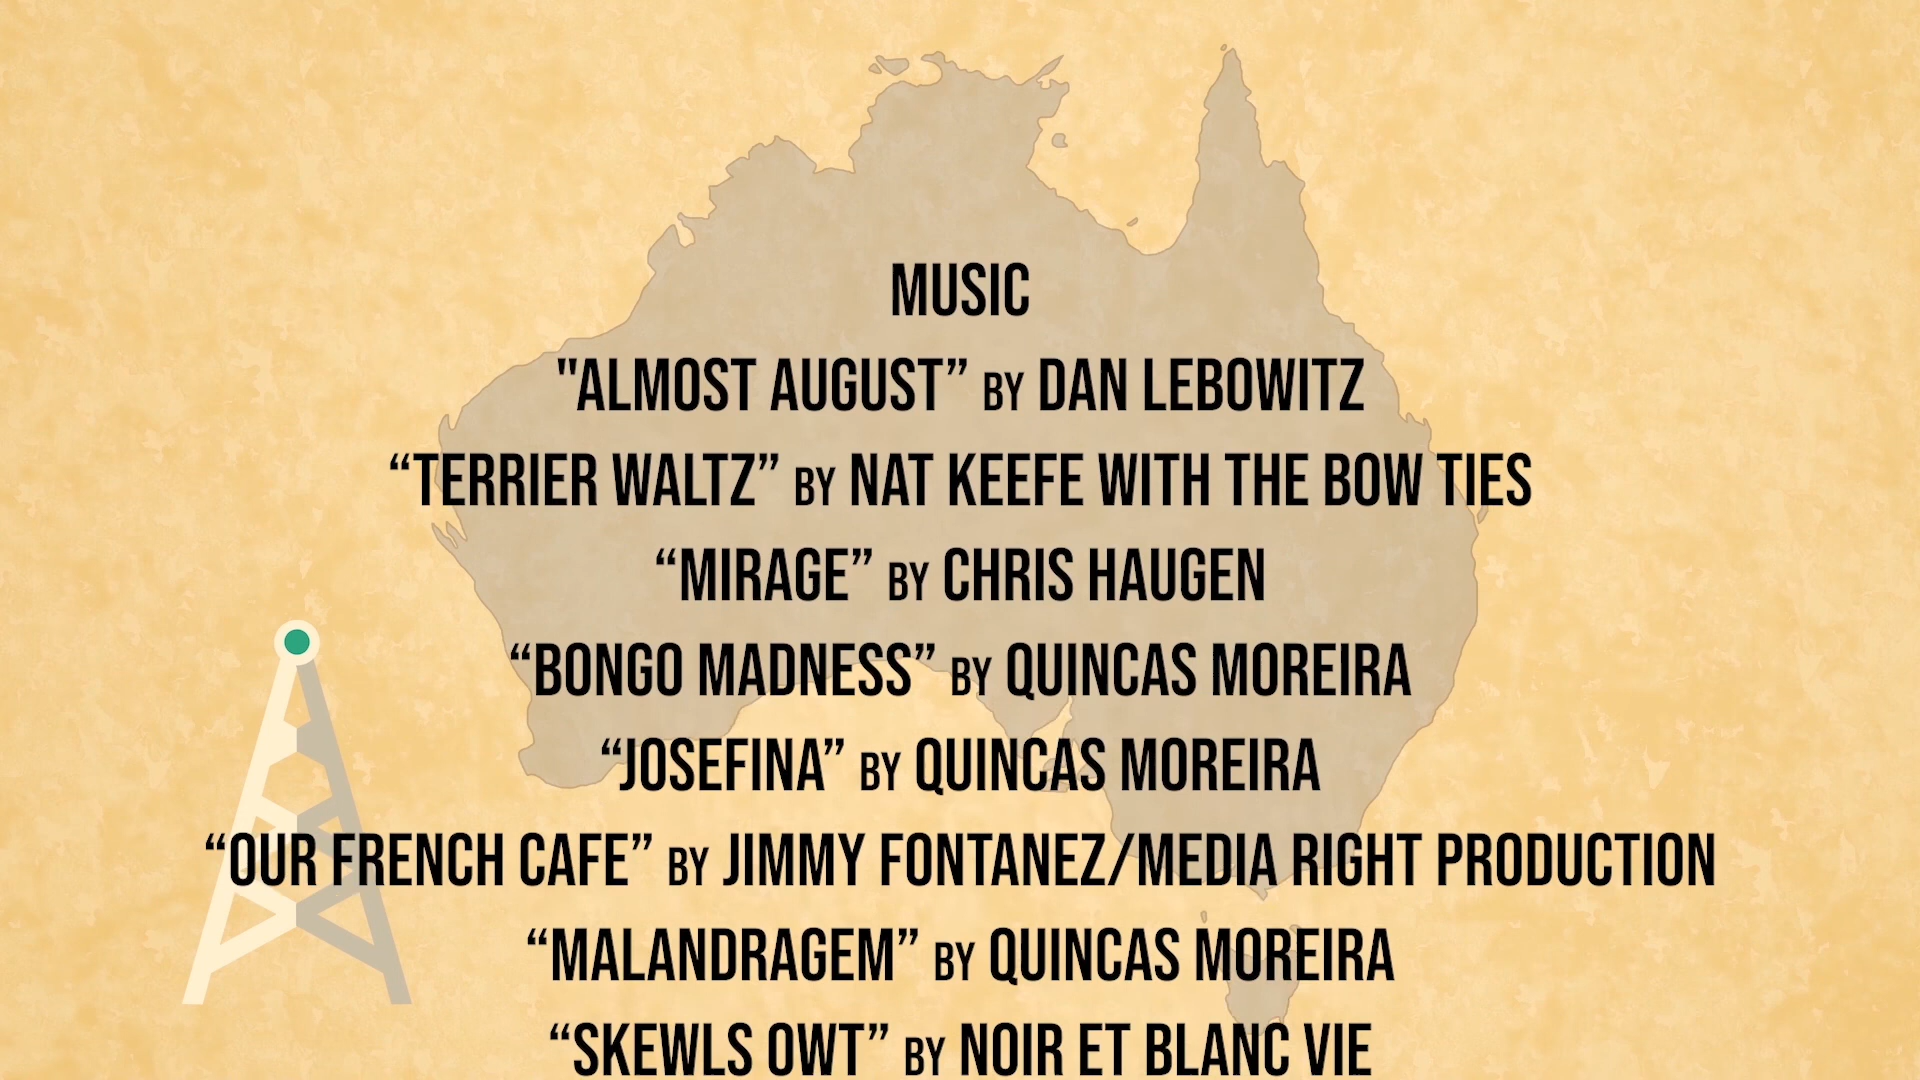 MUSIC
"ALMOST AUGUST” BY DAN LEBOWITZ
“TERRIER WALTZ” BY NAT KEEFE WITH THE BOW TIES
“MIRAGE” BY CHRIS HAUGEN
“BONGO MADNESS” BY QUINCAS MOREIRA
“JOSEFINA” BY QUINCAS MOREIRA
“OUR FRENCH CAFE” BY JIMMY FONTANEZ/MEDIA RIGHT PRODUCTION
“MALANDRAGEM” BY QUINCAS MOREIRA
“SKEWLS OWT” BY NOIR ET BLANC VIE